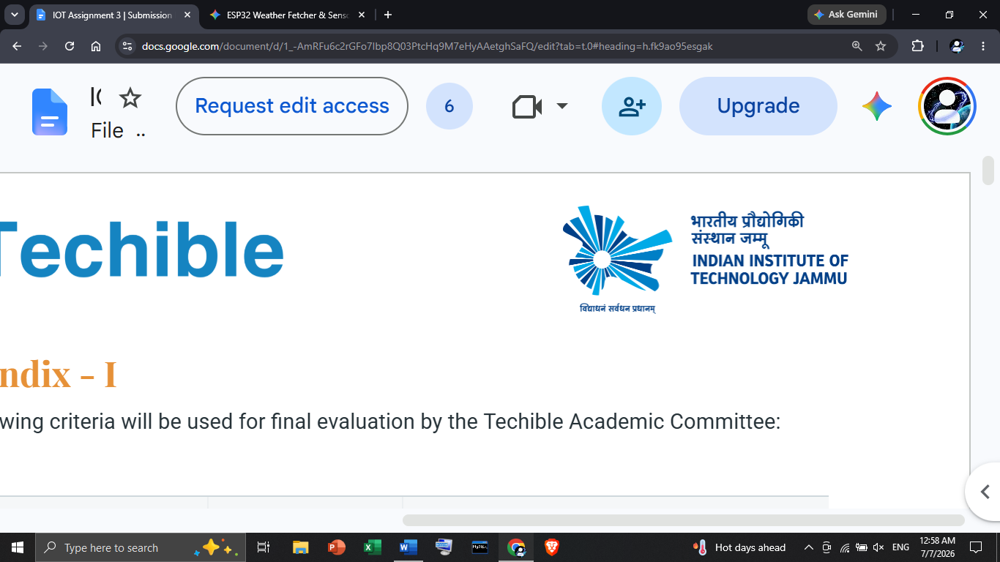 IOT Assignment 3 | Submission
ESP32 Weather Fetcher & Senso
Ask Gemini
docs.google.com/document/d/1_-AmRFu6c2rGFo7Ibp8Q03PtcHq9M7eHyAAetghSaFQ/edit?tab=t.0#heading=h.fk9ao95esgak
Request edit access
6
Upgrade
File ..
Techible
भारतीय प्रौद्योगिकी
संस्थान जम्मू
INDIAN INSTITUTE OF
TECHNOLOGY JAMMU
विद्याधनं सर्वधन प्रधानम्
ndix - I
wing criteria will be used for final evaluation by the Techible Academic Committee:
Type here to search
Hot days ahead
ENG
12:58 AM
7/7/2026